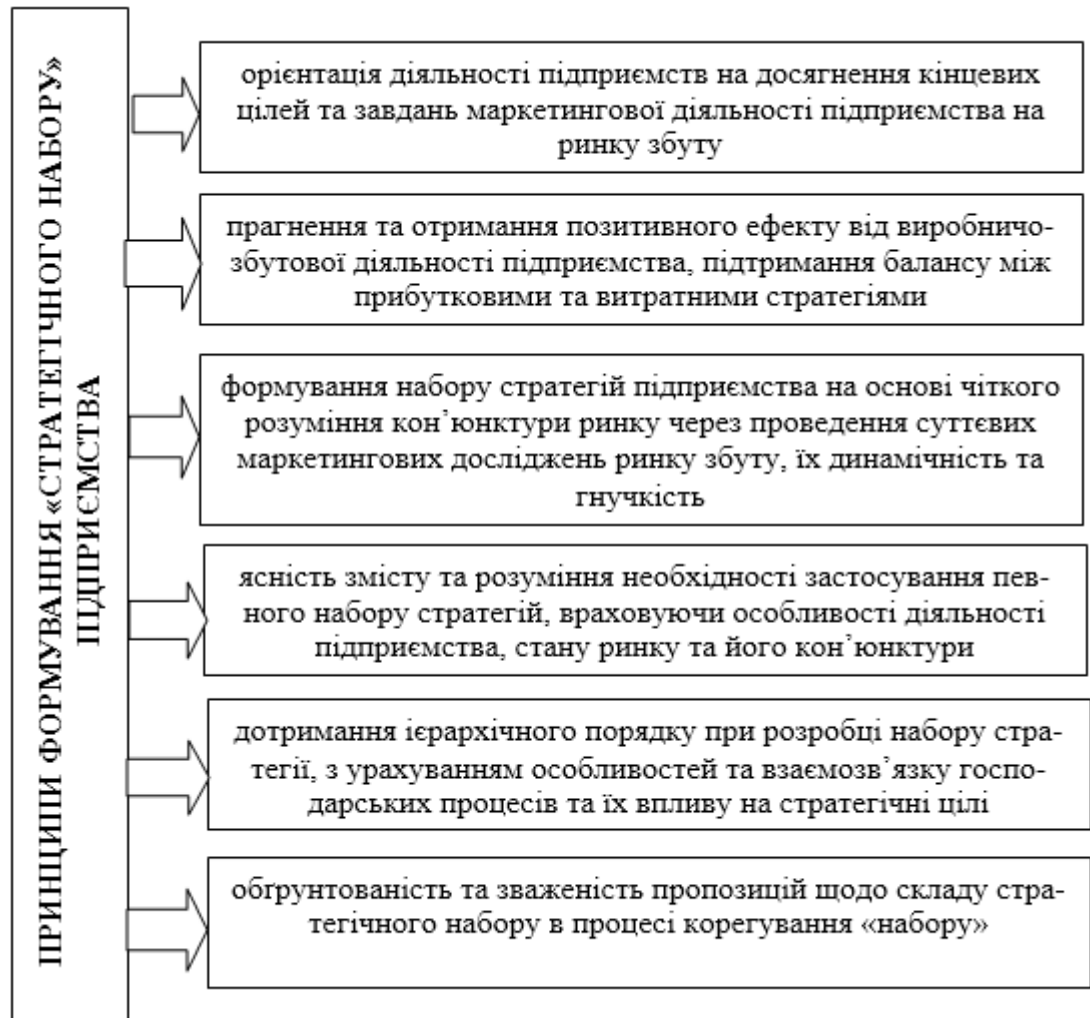 ПРИНЦИПИ ФОРМУВАННЯ «СТРАТЕГІЧНОГО НАБОРУ»
ПІДПРИЄМСТВА
орієнтація діяльності підприємств на досягнення кінцевих
цілей та завдань маркетингової діяльності підприємства на
ринку збуту
прагнення та отримання позитивного ефекту від виробничо-
збутової діяльності підприємства, підтримання балансу між
прибутковими та витратними стратегіями
формування набору стратегій підприємства на основі чіткого
розуміння кон’юнктури ринку через проведення суттєвих
маркетингових досліджень ринку збуту, їх динамічність та
гнучкість
ясність змісту та розуміння необхідності застосування пев-
ного набору стратегій, враховуючи особливості діяльності
підприємства, стану ринку та його кон’юнктури
дотримання ієрархічного порядку при розробці набору стра-
тегії, з урахуванням особливостей та взаємозв’язку госпо-
дарських процесів та їх впливу на стратегічні цілі
обґрунтованість та зваженість пропозицій щодо складу стра-
тегічного набору в процесі корегування «набору»